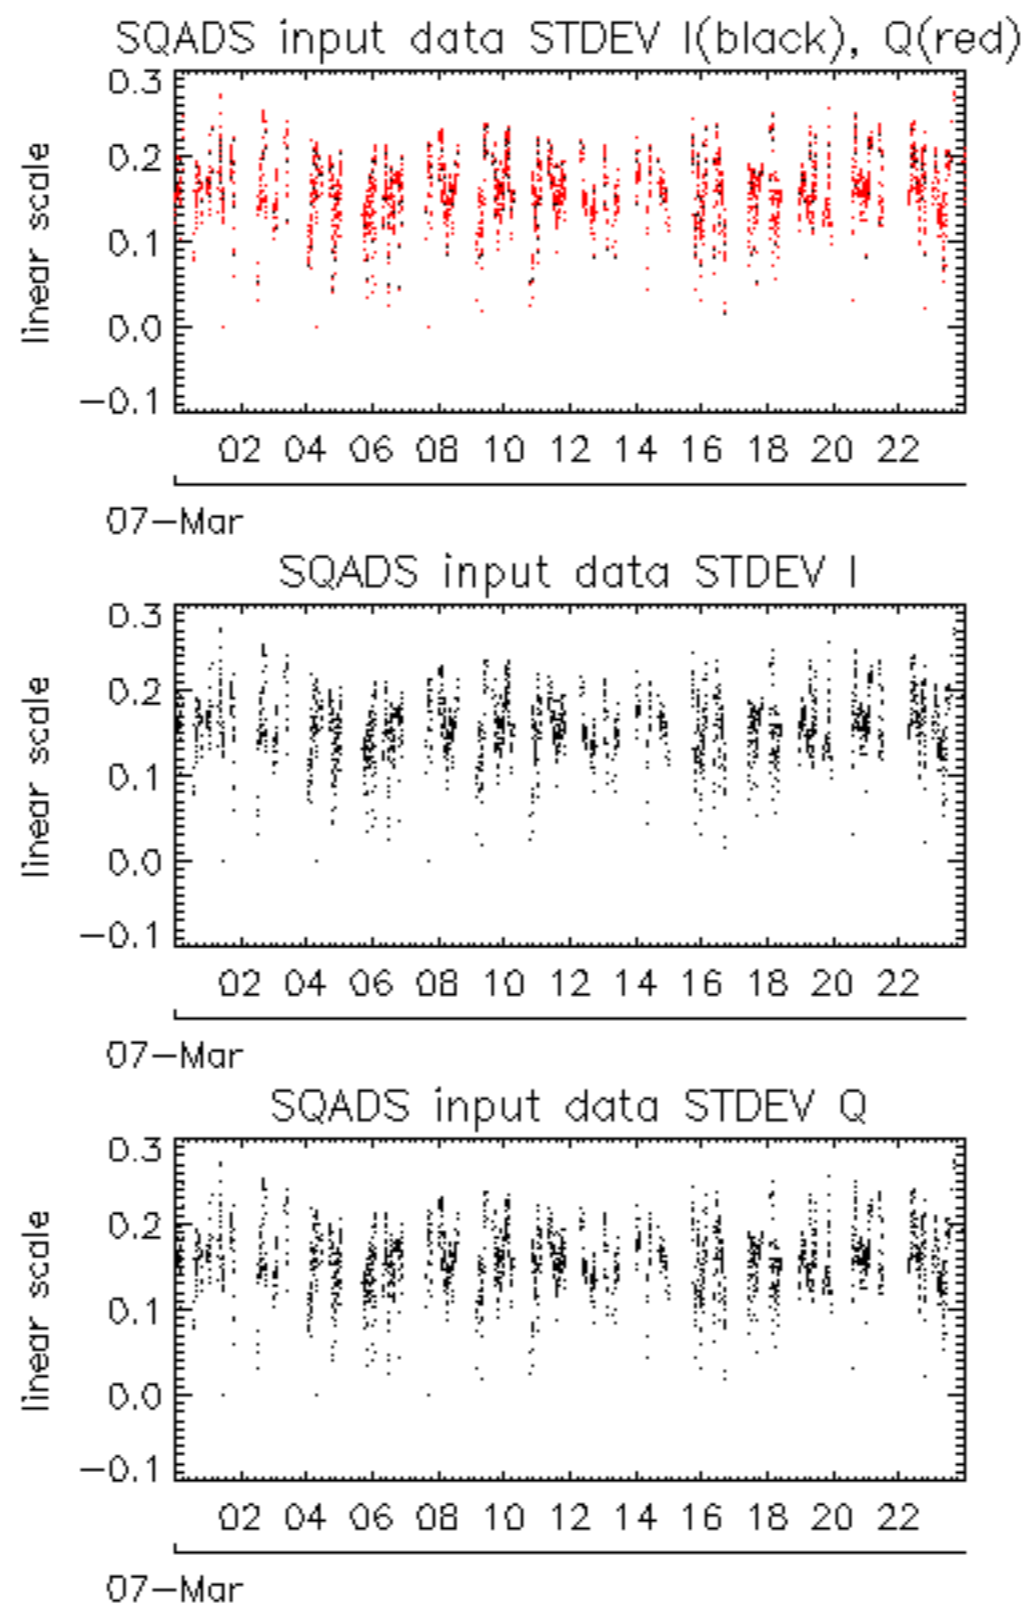 SQADS input data STDEV I(black), Q(red)
0.3
0.2
0.1
0.0
−0.1
linear scale
02 04 06 08 10 12 14 16 18 20 22
07−Mar
SQADS input data STDEV I
0.3
0.2
0.1
0.0
−0.1
linear scale
02 04 06 08 10 12 14 16 18 20 22
07−Mar
SQADS input data STDEV Q
0.3
0.2
0.1
0.0
−0.1
linear scale
02 04 06 08 10 12 14 16 18 20 22
07−Mar